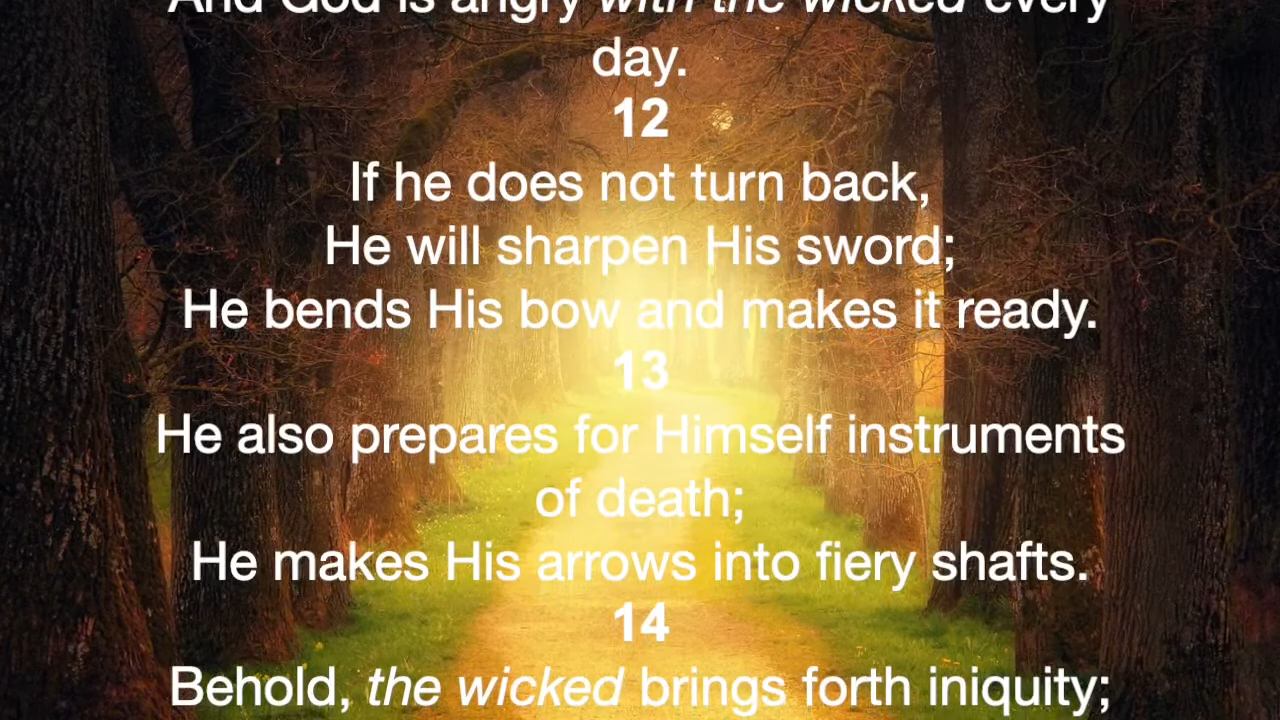 And God is angry with the wicked every
day.
12
If he does not turn back,
He will sharpen His sword;
He bends His bow and makes it ready.
13
He also prepares for Himself instruments
of death;
He makes His arrows into fiery shafts.
14
Behold, the wicked brings forth iniquity;